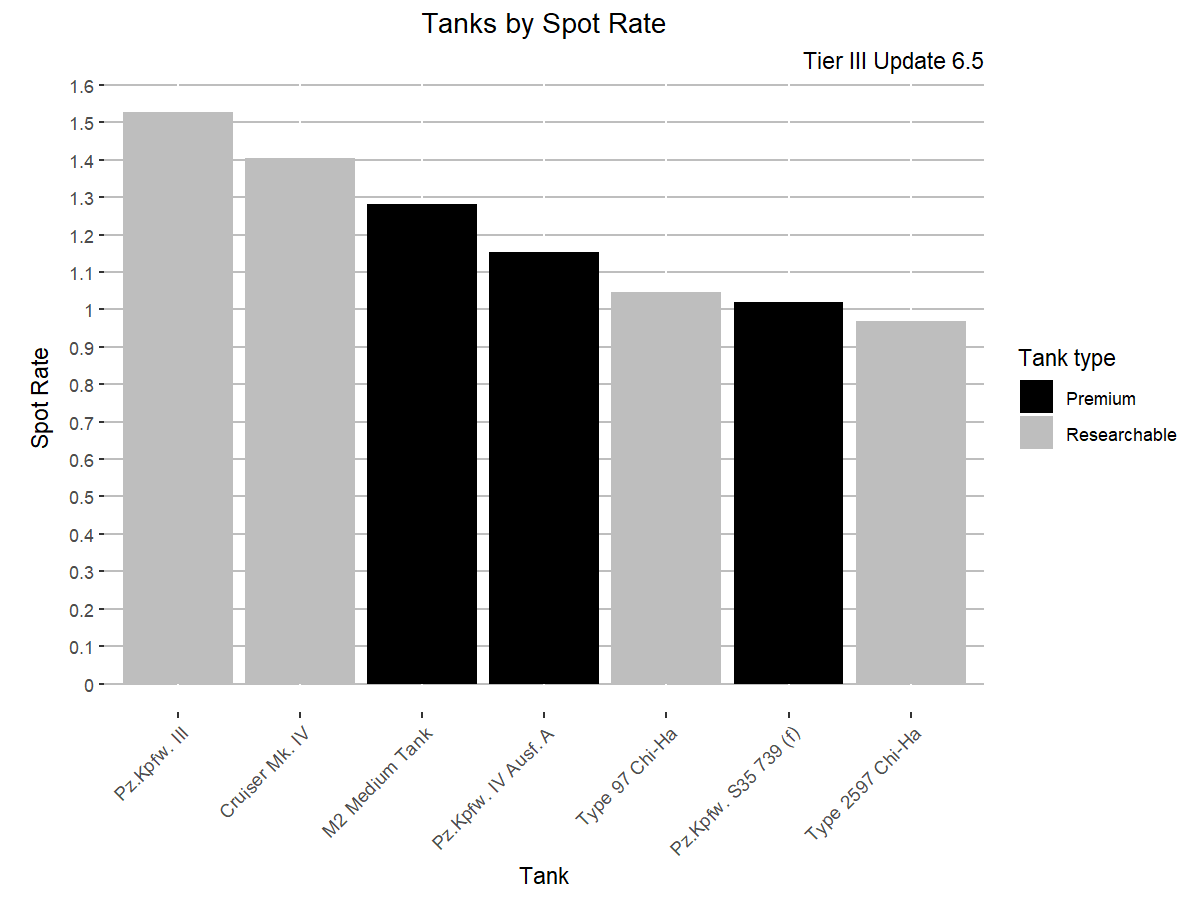 Tanks by Spot Rate
Tier III Update 6.5
Spot Rate
1.6
1.5
1.4
1.3
1.2
1.1
1
0.9
0.8
0.7
0.6
0.5
0.4
0.3
0.2
0.1
0
Pz.Kpfw. III
Cruiser Mk. IV
M2 Medium Tank
Pz.Kpfw. IV Ausf. A
Type 97 Chi-Ha
Pz.Kpfw. S35 739 (f)
Type 2597 Chi-Ha
Tank
Tank type
Premium
Researchable